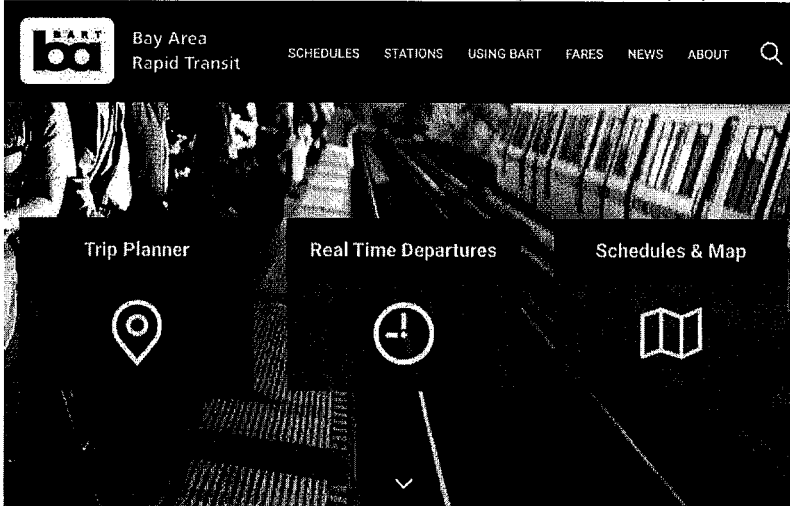 BART
ba
Bay Area
Rapid Transit
SCHEDULES STATIONS USING BART FARES NEWS ABOUT
Trip Planner Real Time Departures Schedules & Map